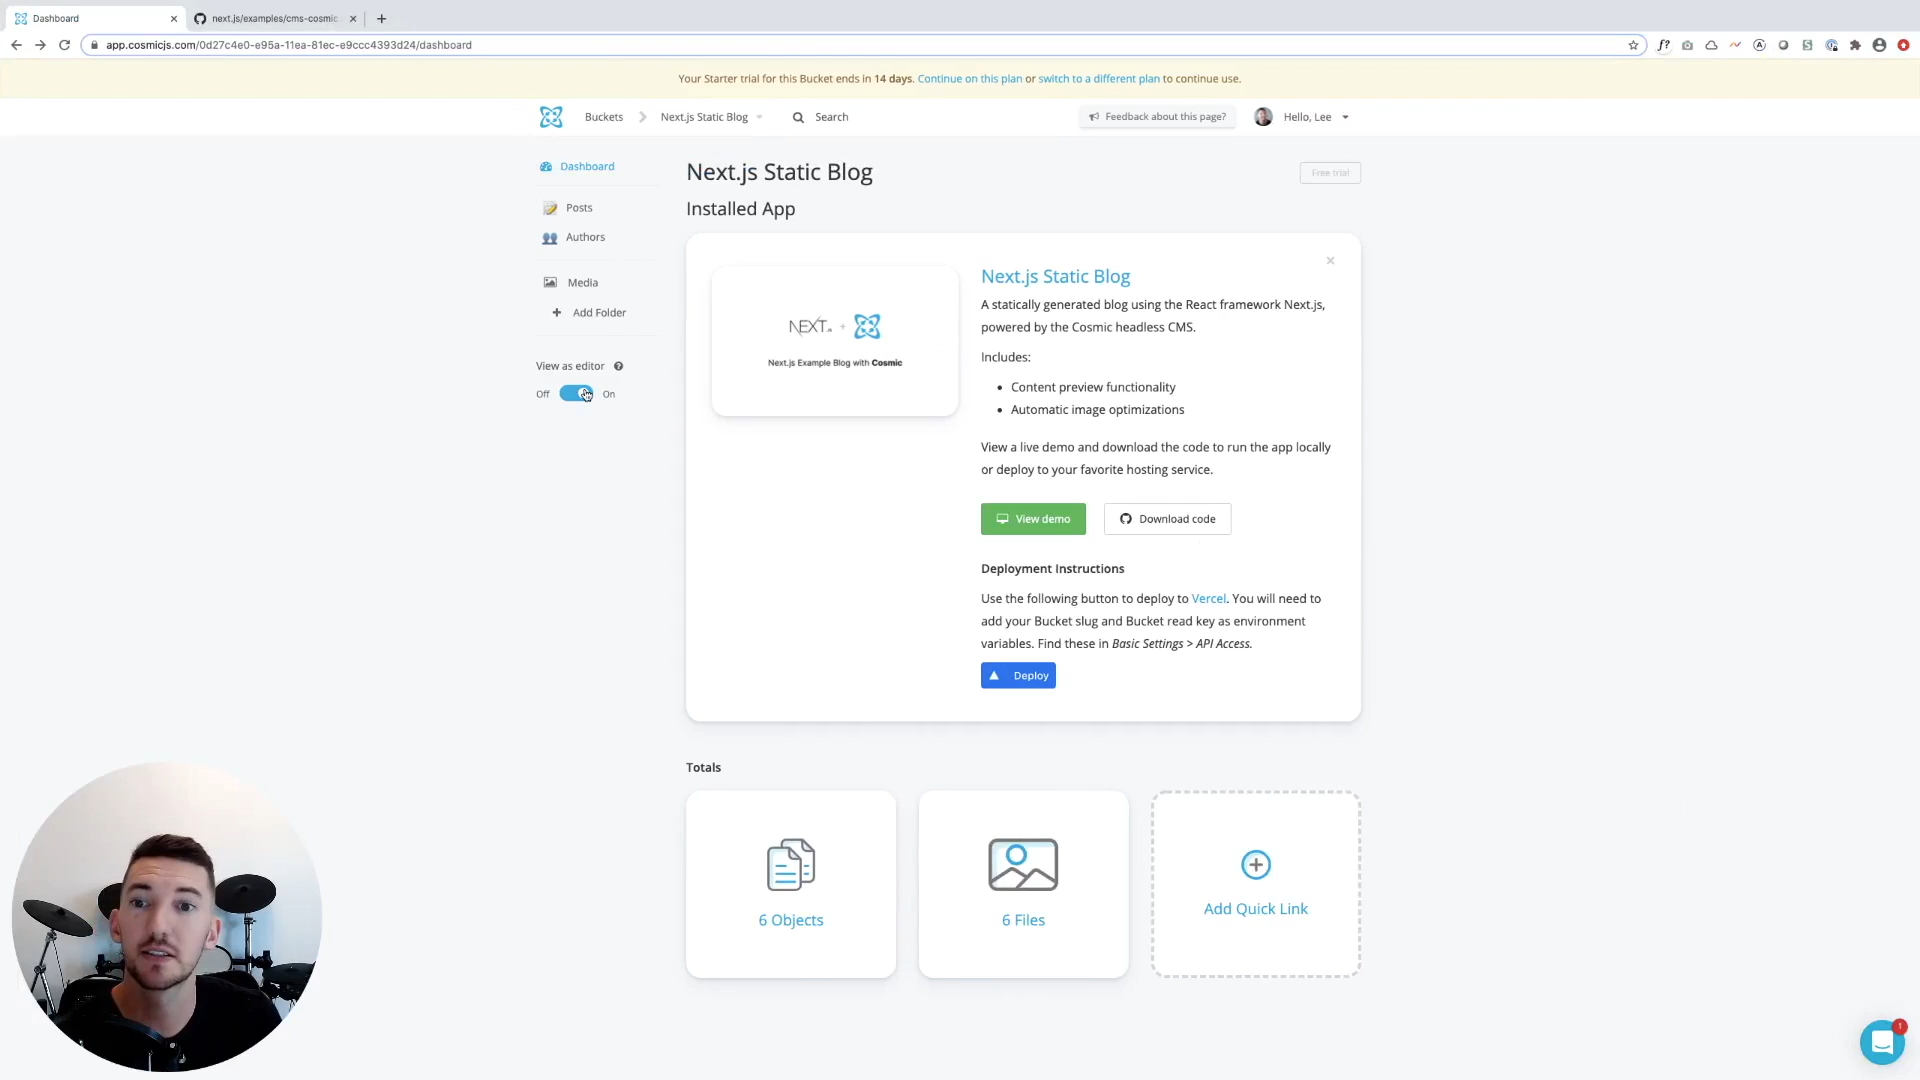 Dashboard
next.js/examples/cms-cosmic
app.cosmicjs.com/0d27c4e0-e95a-11ea-81ec-e9ccc4393d24/dashboard
f?
Your Starter trial for this Bucket ends in 14 days. Continue on this plan or switch to a different plan to continue use.
Buckets
Next.js Static Blog
Search
Feedback about this page?
Hello, Lee
Dashboard
Posts
Authors
Media
Add Folder
View as editor
Off
On
Next.js Static Blog
Free trial
Installed App
NEXT.js +
Next.js Example Blog with Cosmic
Next.js Static Blog
A statically generated blog using the React framework Next.js,
powered by the Cosmic headless CMS.
Includes:
• Content preview functionality
• Automatic image optimizations
View a live demo and download the code to run the app locally
or deploy to your favorite hosting service.
View demo
Download code
Deployment Instructions
Use the following button to deploy to Vercel. You will need to
add your Bucket slug and Bucket read key as environment
variables. Find these in Basic Settings > API Access.
Deploy
Totals
6 Objects
6 Files
Add Quick Link
1